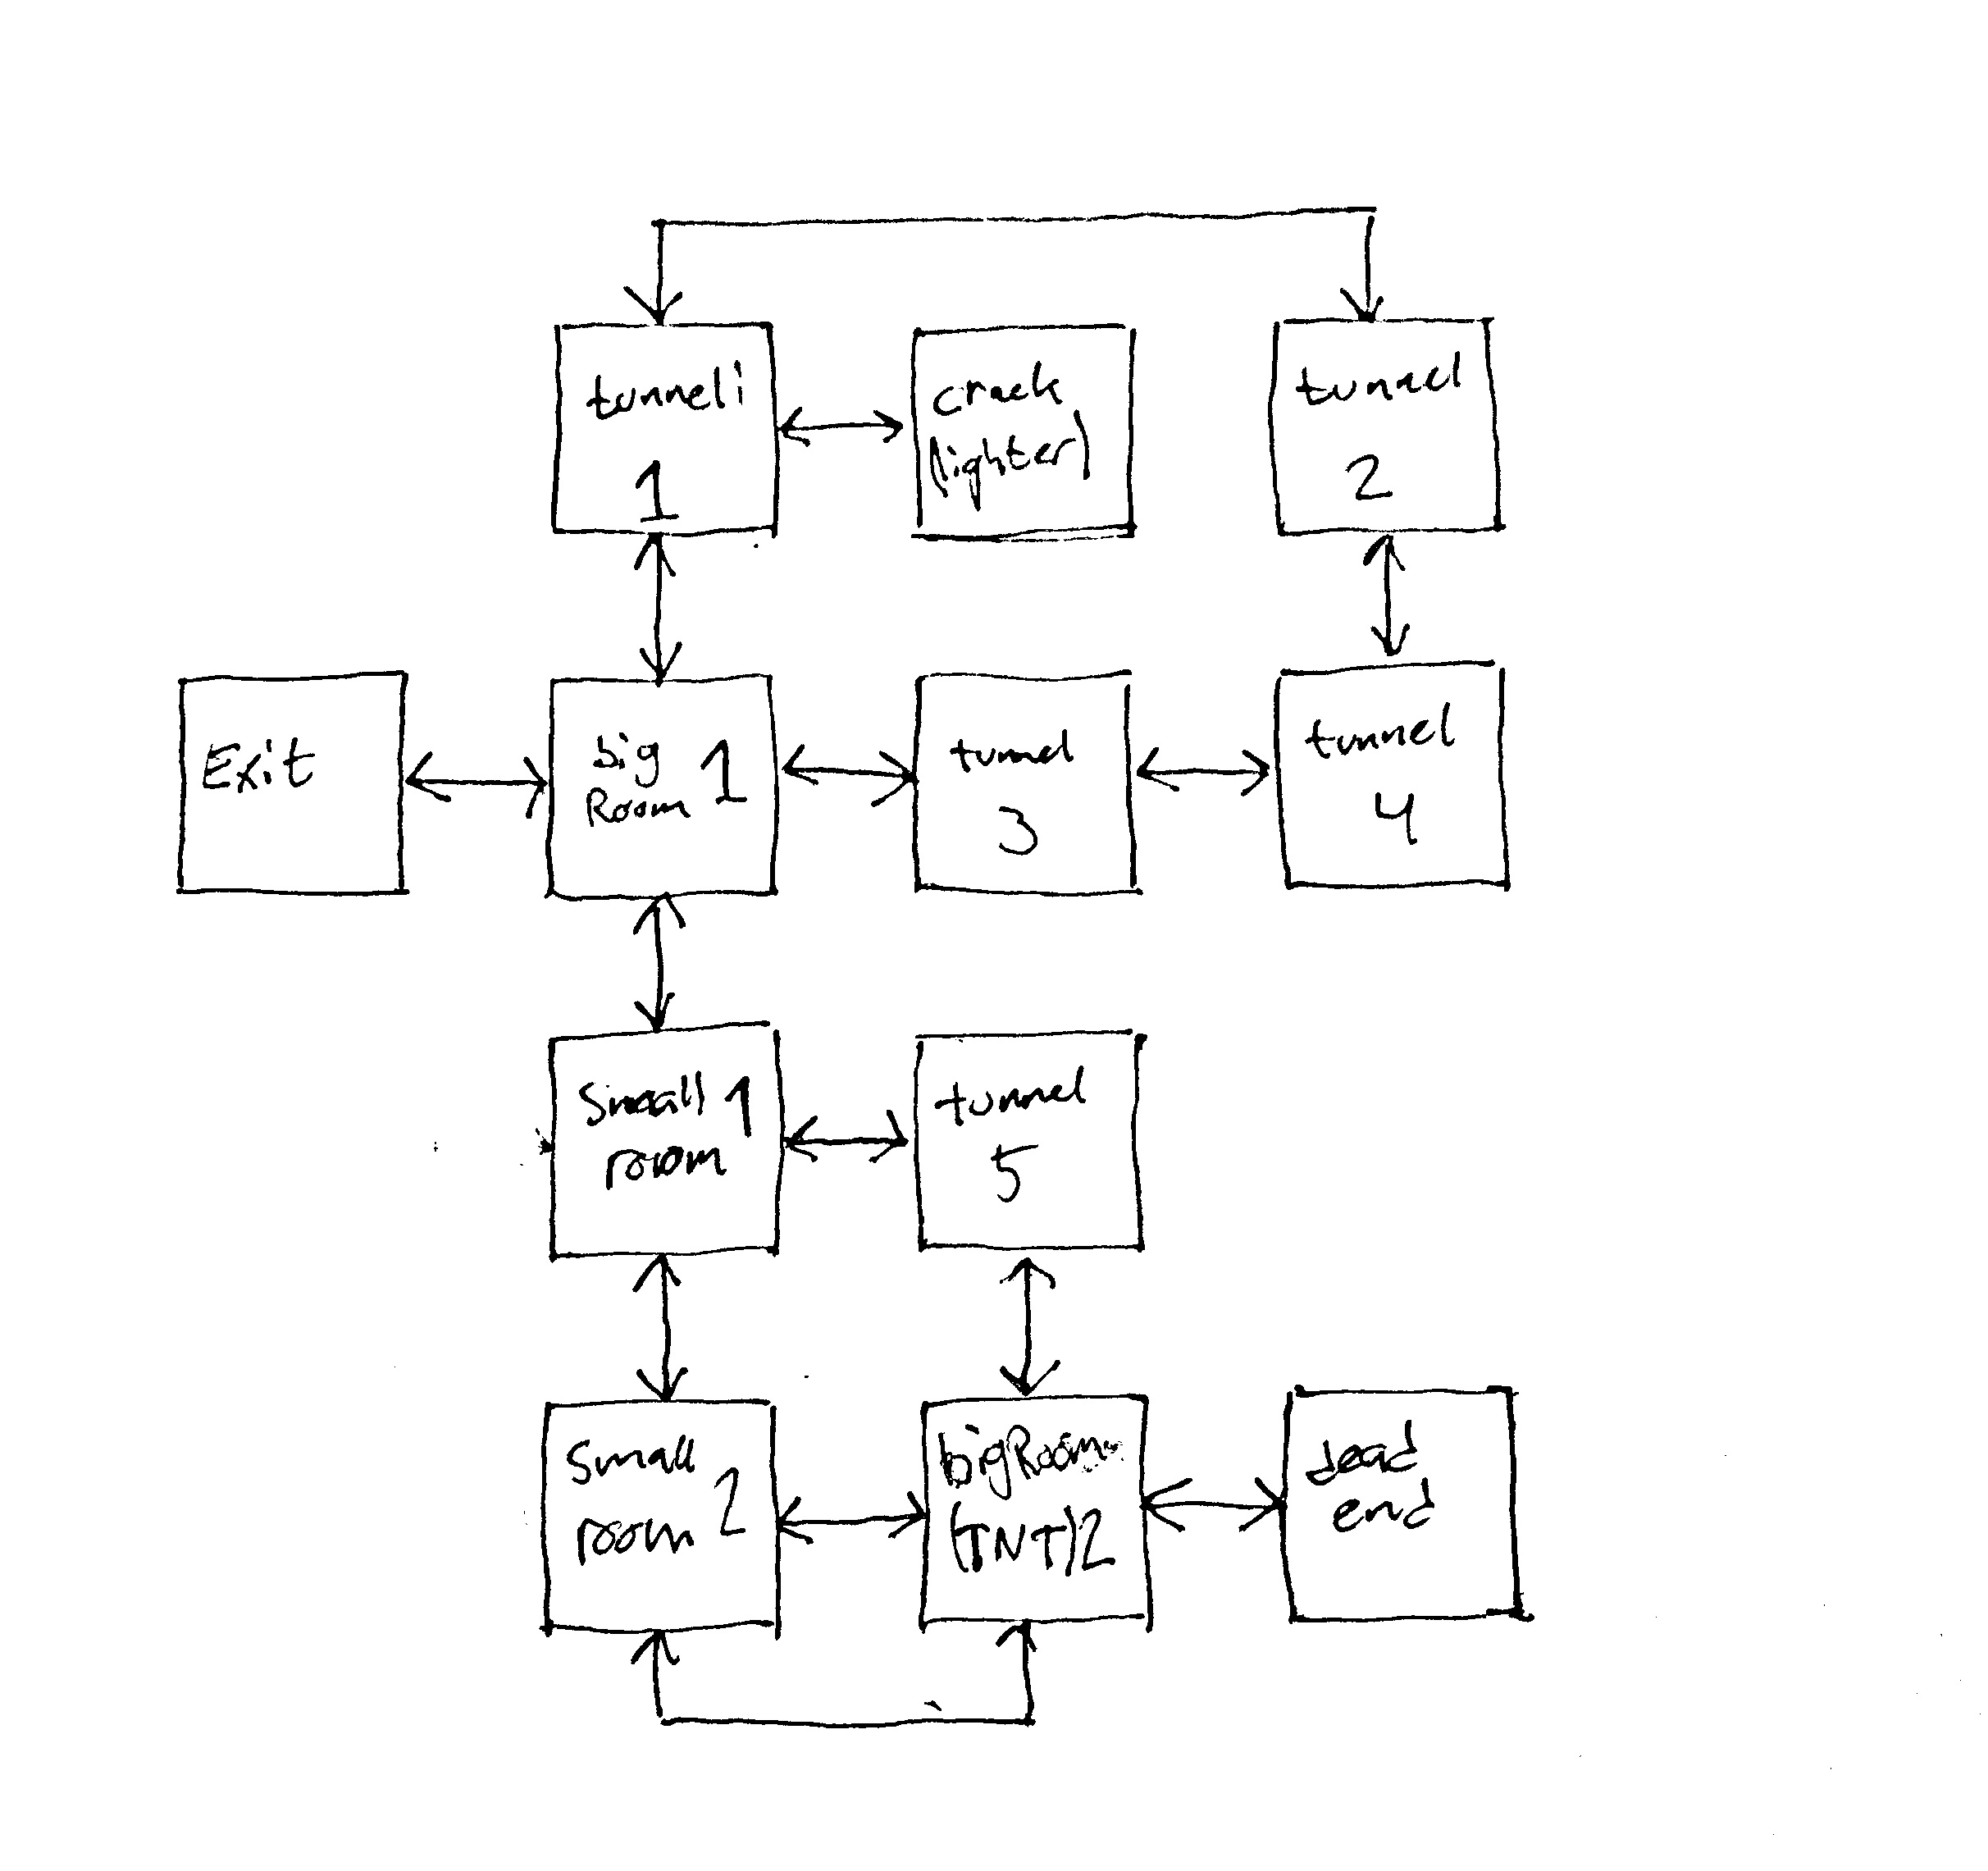 tunneli
1
crack
(lighter)
tunnel
2
Exit
big
Room 1
tunnel
3
tunnel
4
Small 1
room
tunnel
5
Small
room 2
bigRoom
(TNT)2
dead
end